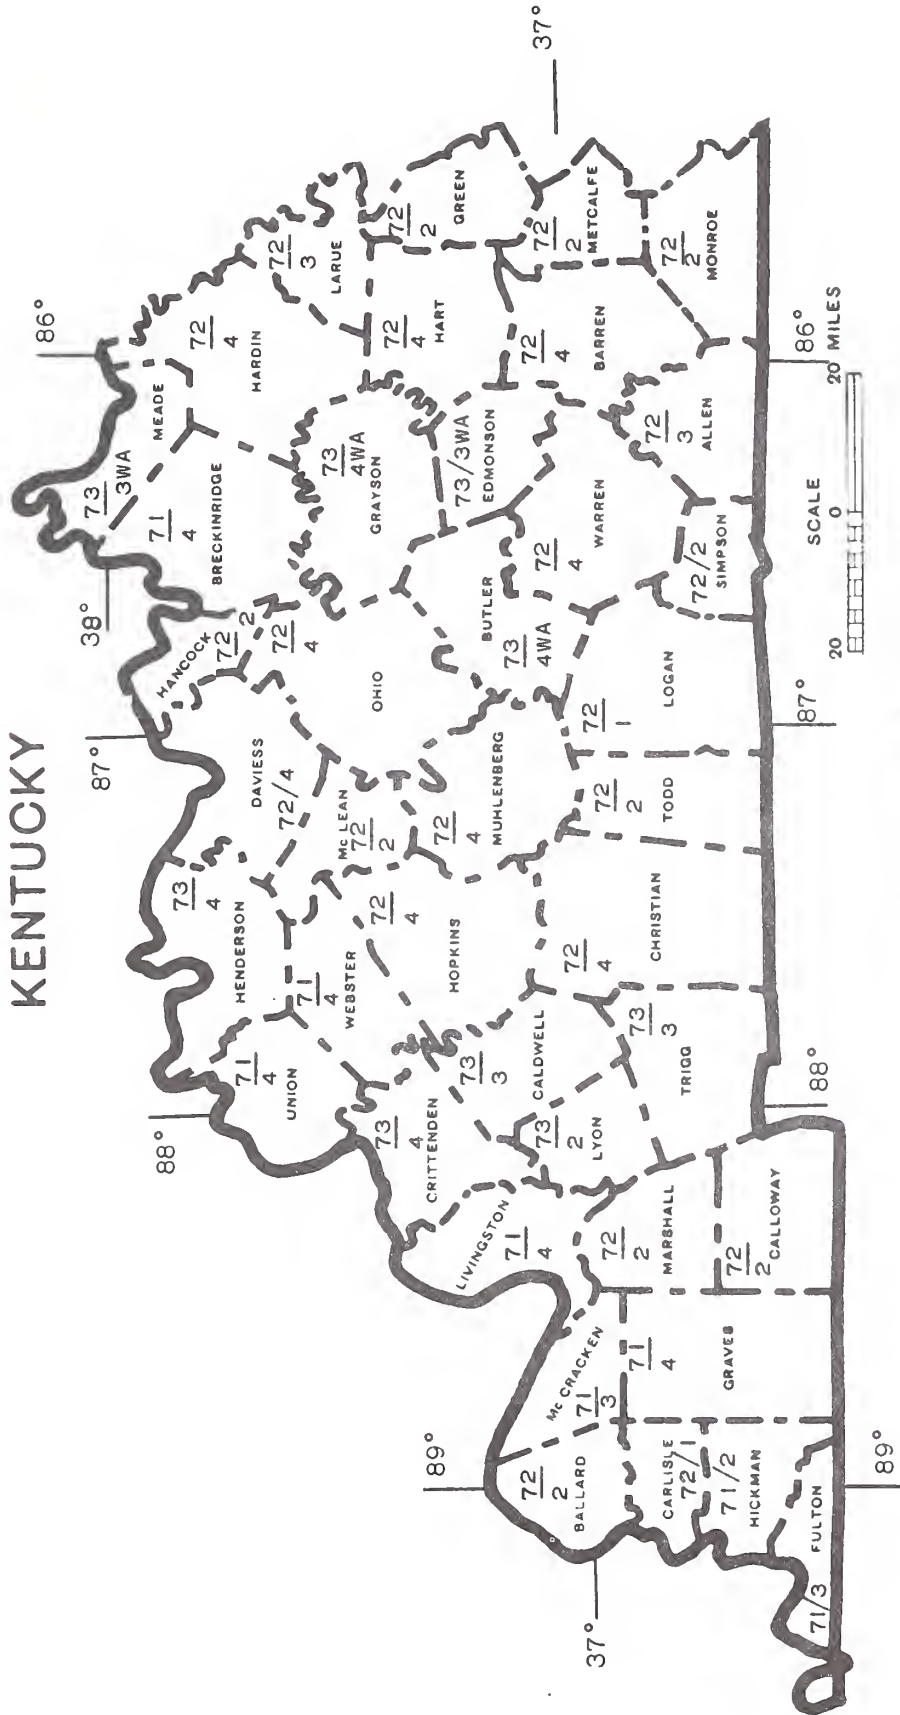 KENTUCKY
86°
87°
88°
89°
38°
37°
37°
86°
87°
88°
89°
73
3WA
MEADE
71
4
BRECKINRIDGE
72
4
HARDIN
72
3
LARUE
72
2
GREEN
72
2
METCALFE
72
2
MONROE
72
4
HART
72
4
BARREN
73
4WA
GRAYSON
73/3WA
EDMONSON
72
3
ALLEN
72
4
WARREN
72/2
SIMPSON
HANCOCK
72
2
72
4
OHIO
BUTLER
73
4WA
72
1
LOGAN
DAVIESS
72/4
McLEAN
72
2
72
4
MUHLENBERG
72
2
TODD
73
4
HENDERSON
71
4
WEBSTER
72
4
HOPKINS
72
4
CHRISTIAN
71
4
UNION
73
4
CRITTENDEN
73
3
CALDWELL
73
2
LYON
73
3
TRIGG
LIVINGSTON
71
4
72
2
MARSHALL
72
2
CALLOWAY
McCRACKEN
71
3
71
4
GRAVES
72
2
BALLARD
CARLISLE
72/1
71/2
HICKMAN
FULTON
71/3
SCALE
20 0 20
MILES